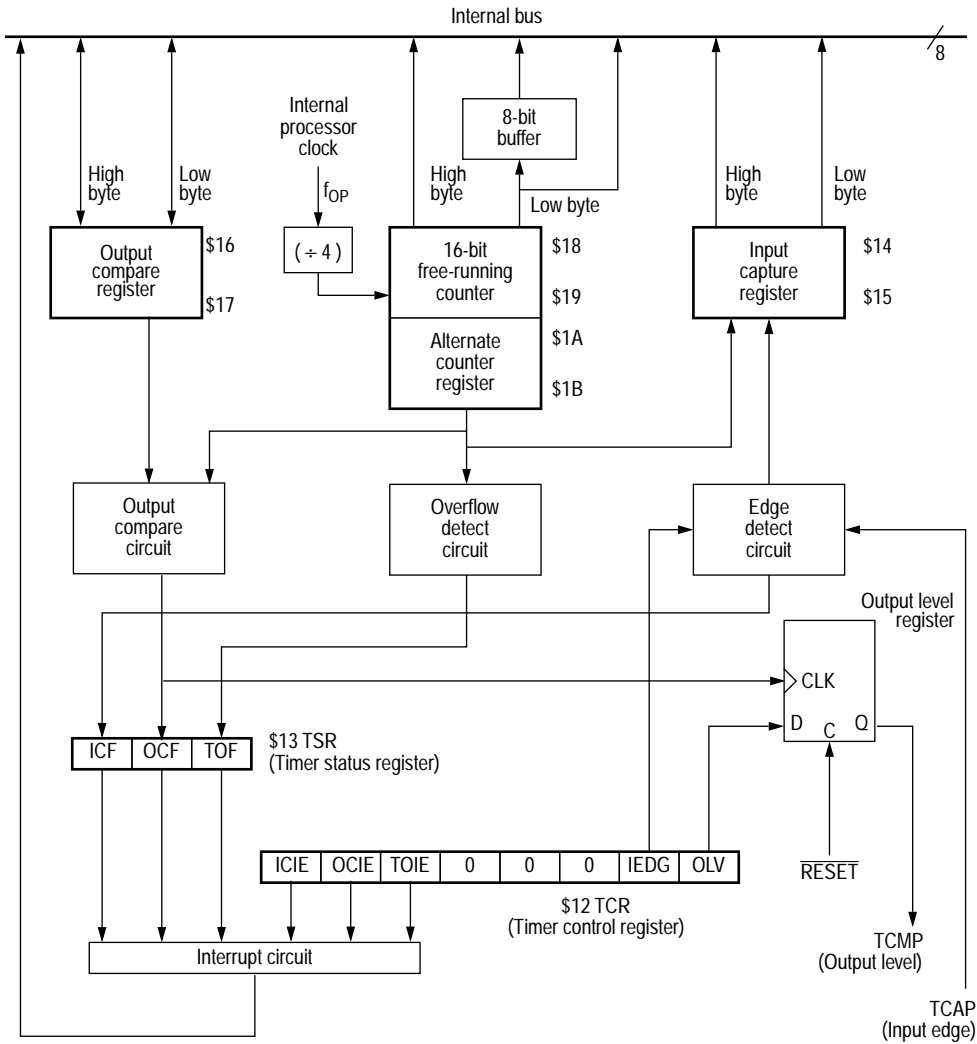 Internal bus
8
Internal
processor
clock
8-bit
buffer
High
byte
Low
byte
f_OP
High
byte
Low byte
High
byte
Low
byte
Output
compare
register
$16
$17
( ÷ 4 )
16-bit
free-running
counter
$18
$19
Alternate
counter
register
$1A
$1B
Input
capture
register
$14
$15
Output
compare
circuit
Overflow
detect
circuit
Edge
detect
circuit
Output level
register
CLK
D
C
Q
ICF OCF TOF
$13 TSR
(Timer status register)
ICIE OCIE TOIE 0 0 0 IEDG OLV
$12 TCR
(Timer control register)
RESET
Interrupt circuit
TCMP
(Output level)
TCAP
(Input edge)